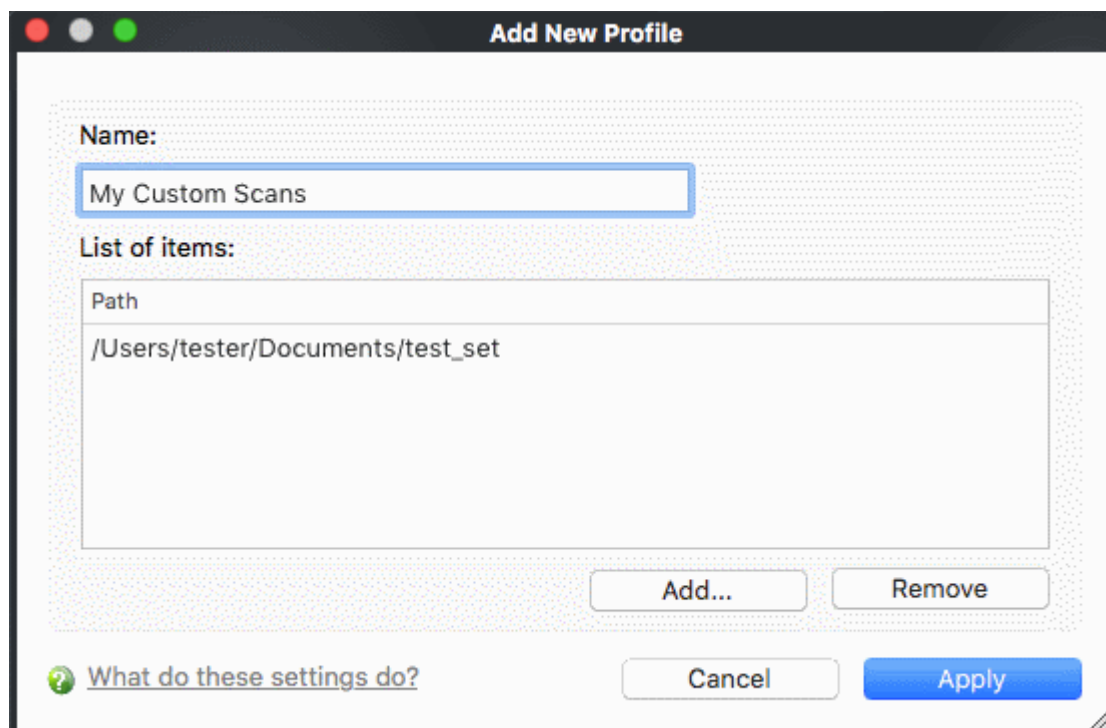 Add New Profile
Name:
My Custom Scans
List of items:
Path
/Users/tester/Documents/test_set
Add... Remove
What do these settings do? Cancel Apply